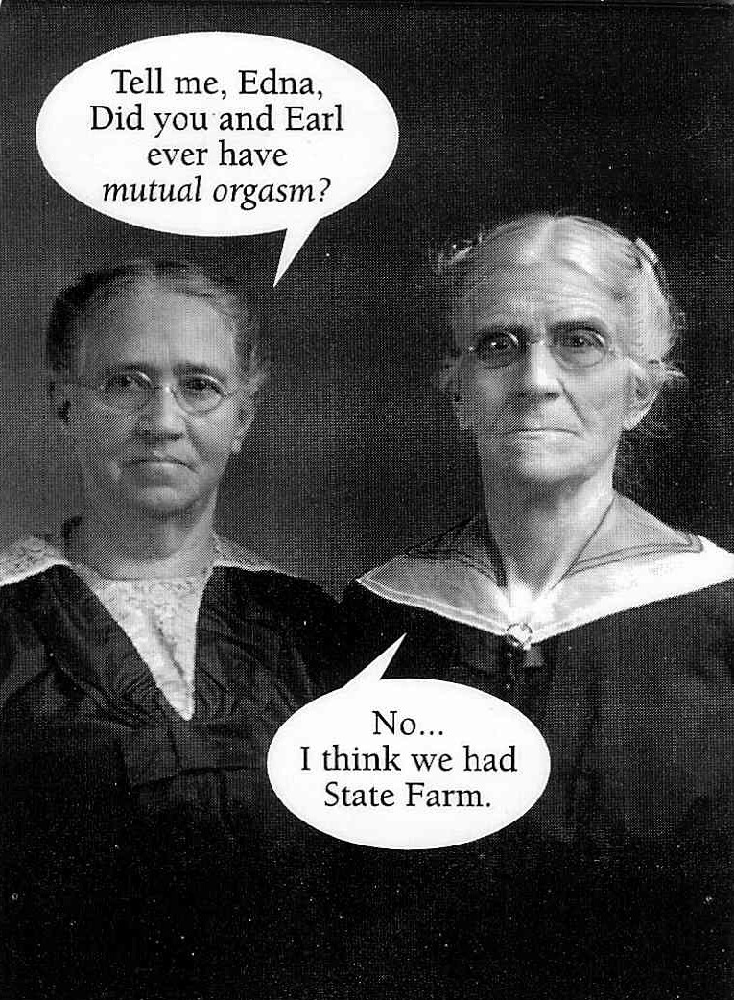 Tell me, Edna,
Did you and Earl
ever have
mutual orgasm?
No...
I think we had
State Farm.